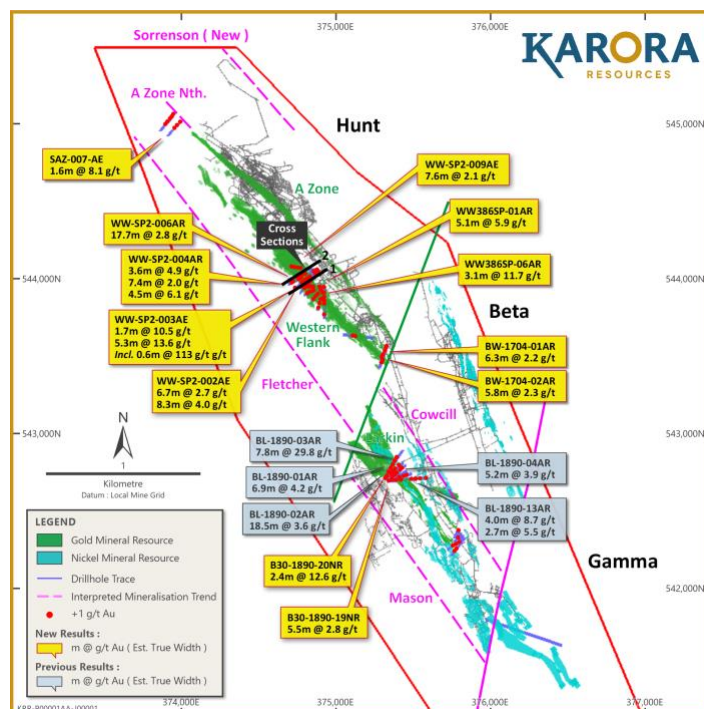 375,000E
376,000E
Sorrenson ( New )
KARORA
RESOURCES
A Zone Nth.
Hunt
545,000N
545,000N
SAZ-007-AE
1.6m @ 8.1 g/t
WW-SP2-009AE
7.6m @ 2.1 g/t
A Zone
WW386SP-01AR
5.1m @ 5.9 g/t
WW-SP2-006AR
17.7m @ 2.8 g/t
Cross
Sections
2
1
WW-SP2-004AR
3.6m @ 4.9 g/t
7.4m @ 2.0 g/t
4.5m @ 6.1 g/t
WW386SP-06AR
3.1m @ 11.7 g/t
544,000N
544,000N
Beta
WW-SP2-003AE
1.7m @ 10.5 g/t
5.3m @ 13.6 g/t
Incl. 0.6m @ 113 g/t g/t
Western
Flank
BW-1704-01AR
6.3m @ 2.2 g/t
WW-SP2-002AE
6.7m @ 2.7 g/t
8.3m @ 4.0 g/t
Fletcher
BW-1704-02AR
5.8m @ 2.3 g/t
Cowcill
N
543,000N
543,000N
BL-1890-03AR
7.8m @ 29.8 g/t
BL-1890-04AR
5.2m @ 3.9 g/t
1
Kilometre
Datum : Local Mine Grid
BL-1890-01AR
6.9m @ 4.2 g/t
BL-1890-02AR
18.5m @ 3.6 g/t
BL-1890-13AR
4.0m @ 8.7 g/t
2.7m @ 5.5 g/t
LEGEND
Gold Mineral Resource
Nickel Mineral Resource
Drillhole Trace
Interpreted Mineralisation Trend
+1 g/t Au
New Results :
m @ g/t Au ( Est. True Width )
Previous Results :
m @ g/t Au ( Est. True Width )
B30-1890-20NR
2.4m @ 12.6 g/t
Gamma
542,000N
Mason
B30-1890-19NR
5.5m @ 2.8 g/t
374,000E
375,000E
376,000E
377,000E